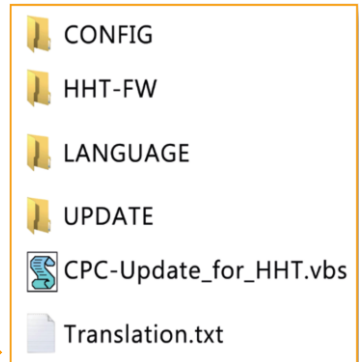 CONFIG
HHT-FW
LANGUAGE
UPDATE
CPC-Update_for_HHT.vbs
Translation.txt